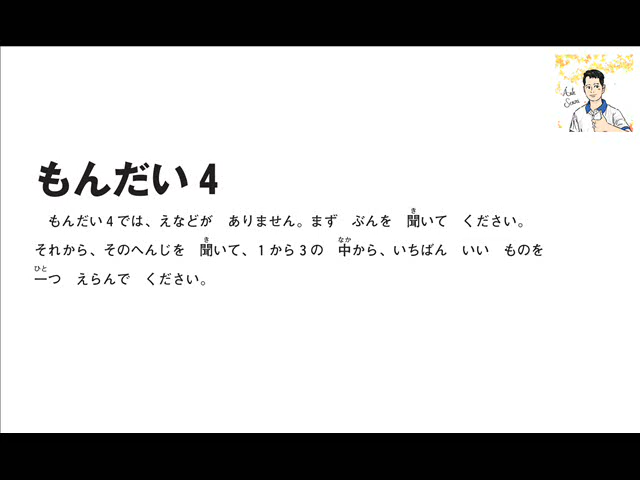 もんだい4
もんだい4では、えなどが　ありません。まず　ぶんを　聞いて　ください。
それから、そのへんじを　聞いて、1から3の　中から、いちばん　いい　ものを
一つ　えらんで　ください。